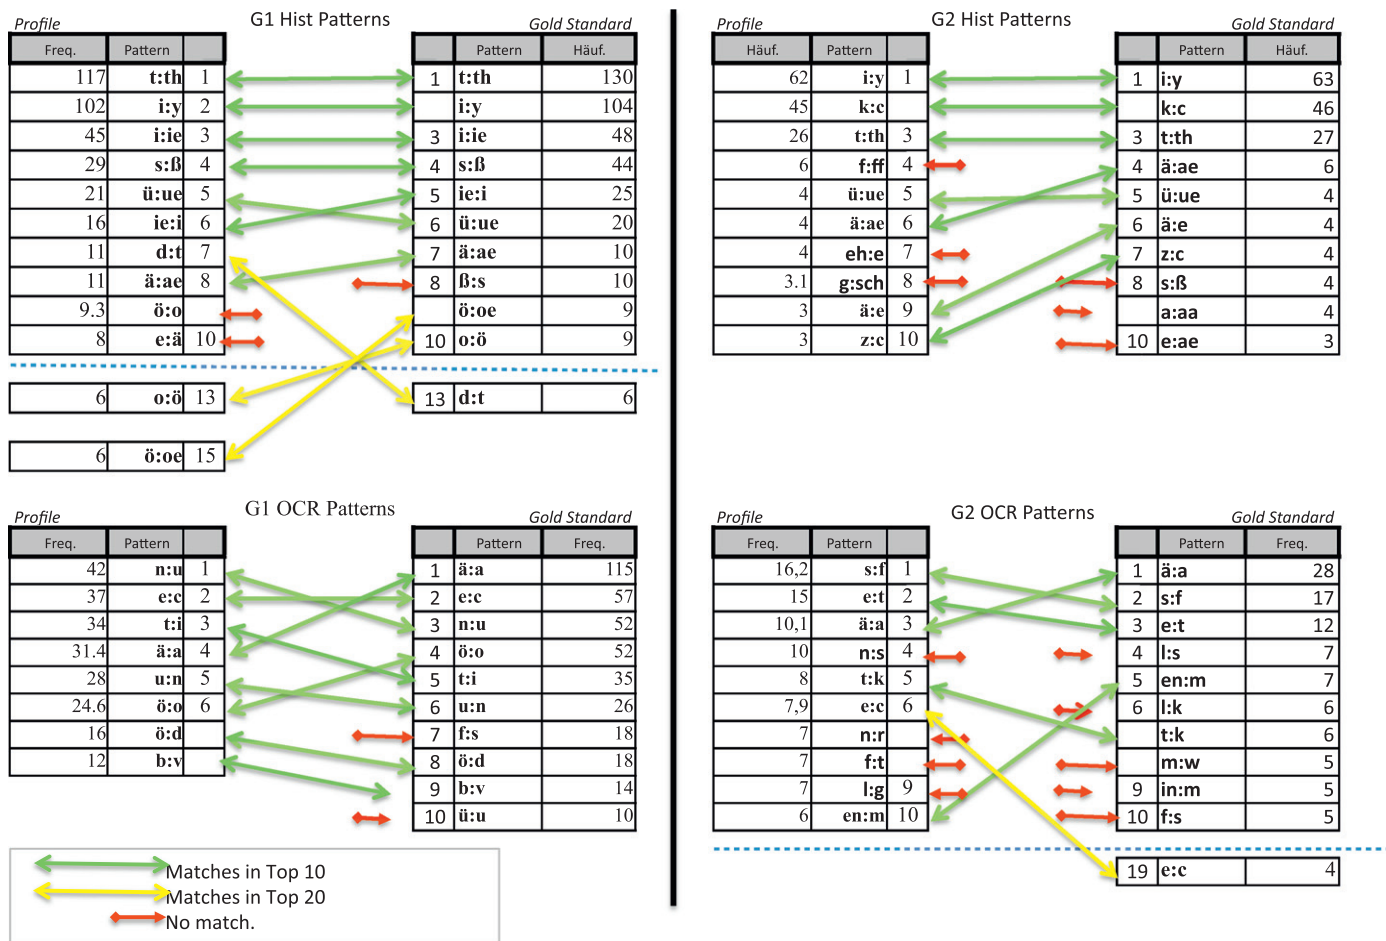 G1 Hist Patterns
Profile
Gold Standard
Freq. Pattern
Pattern Häuf.
117 t:th 1
1 t:th 130
102 i:y 2
i:y 104
45 i:ie 3
3 i:ie 48
29 s:ß 4
4 s:ß 44
21 ü:ue 5
5 ie:i 25
16 ie:i 6
6 ü:ue 20
11 d:t 7
7 ä:ae 10
11 ä:ae 8
8 ß:s 10
9.3 ö:o
ö:oe 9
8 e:ä 10
10 o:ö 9
6 o:ö 13
13 d:t 6
6 ö:oe 15
G2 Hist Patterns
Profile
Gold Standard
Häuf. Pattern
Pattern Häuf.
62 i:y 1
1 i:y 63
45 k:c
k:c 46
26 t:th 3
3 t:th 27
6 f:ff 4
4 ä:ae 6
4 ü:ue 5
5 ü:ue 4
4 ä:ae 6
6 ä:e 4
4 eh:e 7
7 z:c 4
3.1 g:sch 8
8 s:ß 4
3 ä:e 9
a:aa 4
3 z:c 10
10 e:ae 3
G1 OCR Patterns
Profile
Gold Standard
Freq. Pattern
Pattern Freq.
42 n:u 1
1 ä:a 115
37 e:c 2
2 e:c 57
34 t:i 3
3 n:u 52
31.4 ä:a 4
4 ö:o 52
28 u:n 5
5 t:i 35
24.6 ö:o 6
6 u:n 26
16 ö:d
7 f:s 18
12 b:v
8 ö:d 18
9 b:v 14
10 ü:u 10
G2 OCR Patterns
Profile
Gold Standard
Freq. Pattern
Pattern Freq.
16,2 s:f 1
1 ä:a 28
15 e:t 2
2 s:f 17
10,1 ä:a 3
3 e:t 12
10 n:s 4
4 l:s 7
8 t:k 5
5 en:m 7
7,9 e:c 6
6 l:k 6
7 n:r
t:k 6
7 f:t
m:w 5
7 l:g 9
9 in:m 5
6 en:m 10
10 f:s 5
19 e:c 4
Matches in Top 10
Matches in Top 20
No match.